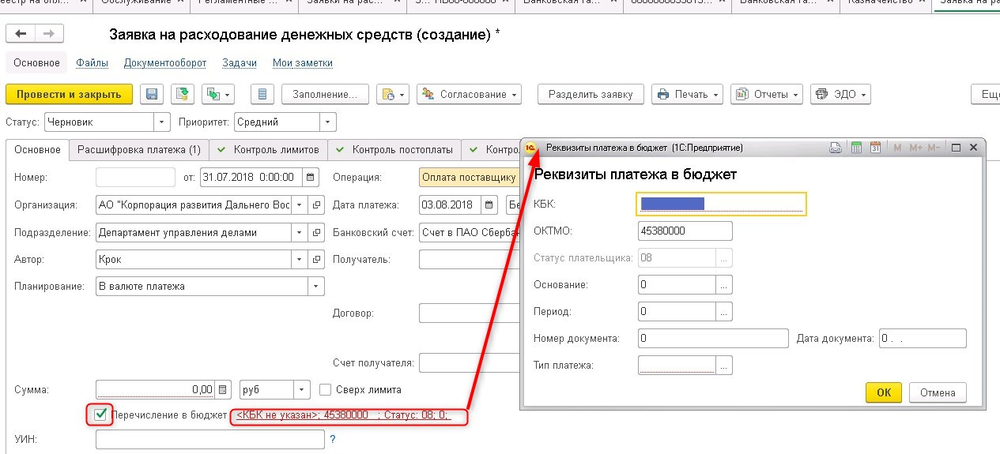 Обслуживание
Заявка на расходование денежных средств (создание) *
Основное Файлы Документооборот Задачи Мои заметки
Провести и закрыть Заполнение... Согласование Разделить заявку Печать Отчеты ЭДО Ещ
Статус: Черновик Приоритет: Средний
Основное Расшифровка платежа (1) Контроль лимитов Контроль постоплаты Контро
Номер: от: 31.07.2018 0:00:00 Операция: Оплата поставщику
Организация: АО "Корпорация развития Дальнего Вос Дата платежа: 03.08.2018 Бе
Подразделение: Департамент управления делами Банковский счет: Счет в ПАО Сбербан
Автор: Крок Получатель:
Планирование: В валюте платежа
Договор:
Счет получателя:
Сумма: 0,00 руб Сверх лимита
Перечисление в бюджет <КБК не указан>; 45380000 ; Статус: 08; 0;
УИН: ?
Реквизиты платежа в бюджет (1С:Предприятие) M M+ M-
Реквизиты платежа в бюджет
КБК:
ОКТМО: 45380000
Статус плательщика: 08 ...
Основание: 0 ...
Период: 0 ...
Номер документа: 0 Дата документа: 0 . .
Тип платежа: ...
ОК Отмена